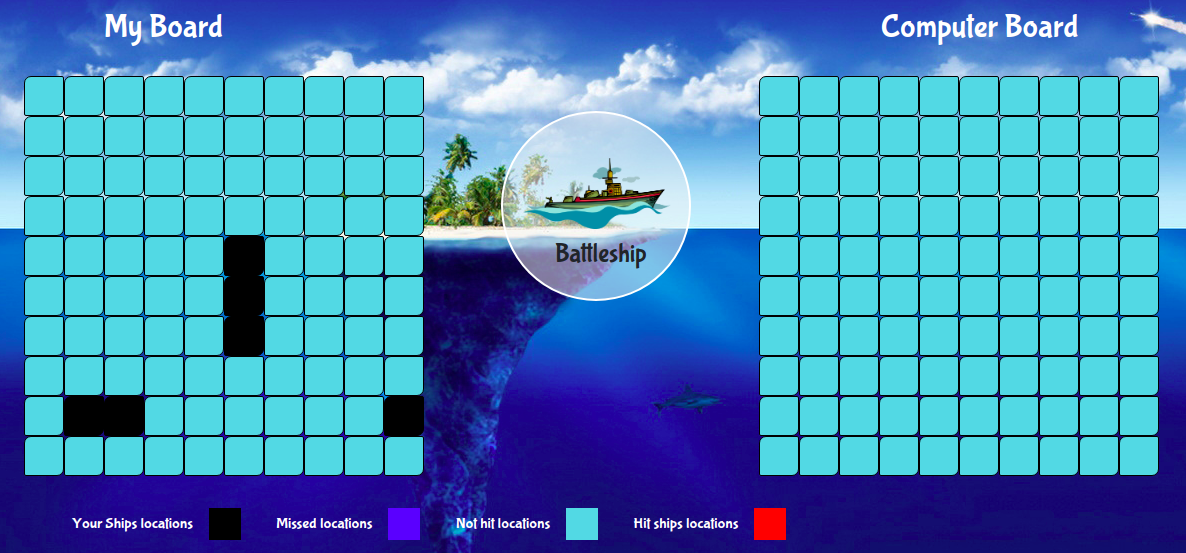 My Board
Computer Board
Battleship
Your Ships locations
Missed locations
Not hit locations
Hit ships locations